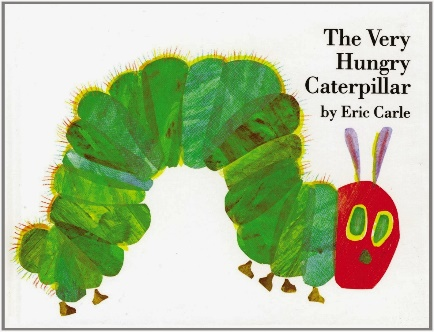 The Very
Hungry
Caterpillar
by Eric Carle